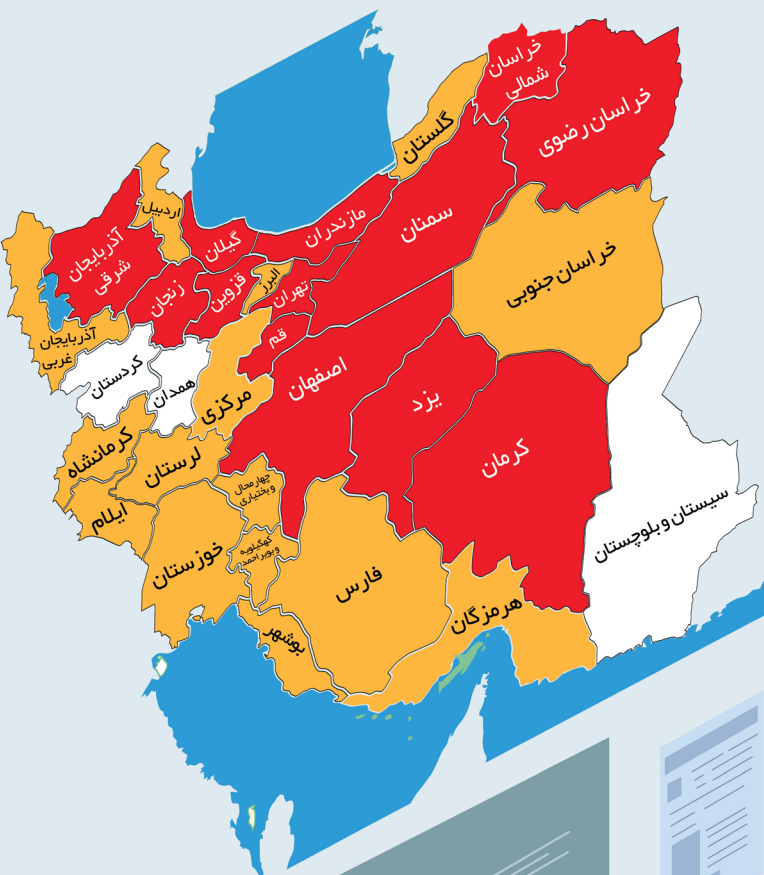 خراسان
شمالی
خراسان رضوی
گلستان
اردبیل
آذربایجان
شرقی
گیلان
مازندران
سمنان
خراسان جنوبی
زنجان
قزوین
البرز
تهران
آذربایجان
غربی
کردستان
همدان
قم
مرکزی
اصفهان
یزد
کرمان
سیستان و بلوچستان
کرمانشاه
لرستان
ایلام
چهارمحال
و بختیاری
خوزستان
کهگیلویه
و بویر احمد
فارس
بوشهر
هرمزگان